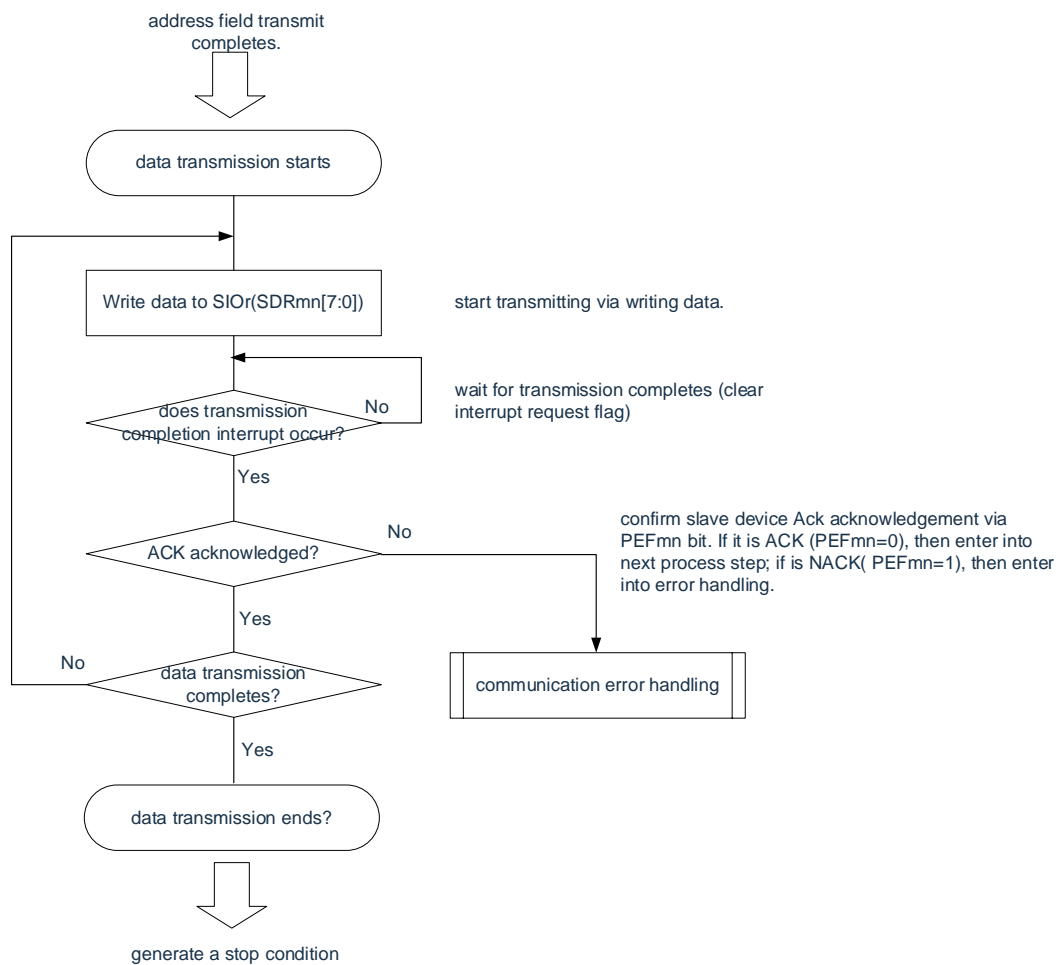 address field transmit
completes.
data transmission starts
Write data to SIOr(SDRmn[7:0])
start transmitting via writing data.
wait for transmission completes (clear
interrupt request flag)
does transmission
completion interrupt occur?
No
Yes
ACK acknowledged?
No
confirm slave device Ack acknowledgement via
PEFmn bit. If it is ACK (PEFmn=0), then enter into
next process step; if is NACK( PEFmn=1), then enter
into error handling.
Yes
No
data transmission
completes?
communication error handling
Yes
data transmission ends?
generate a stop condition